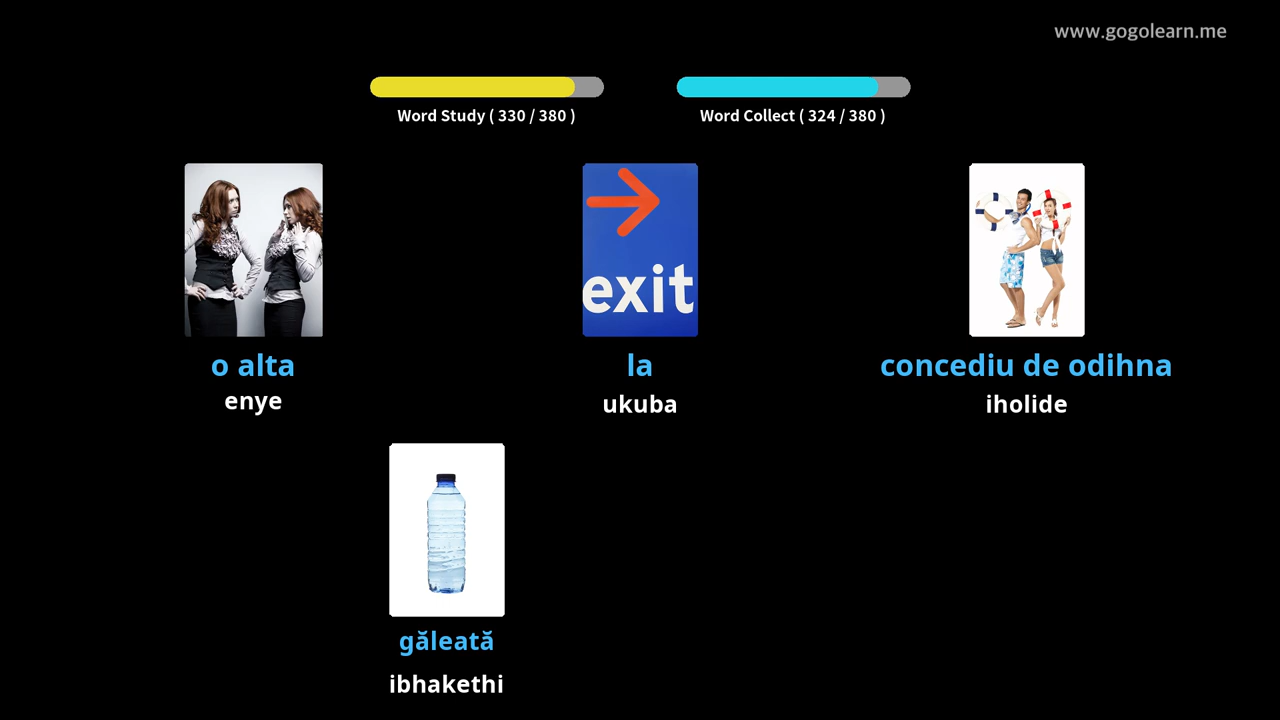 www.gogolearn.me
Word Study ( 330 / 380 )
Word Collect ( 324 / 380 )
exit
o alta
enye
la
ukuba
concediu de odihna
iholide
găleată
ibhakethi